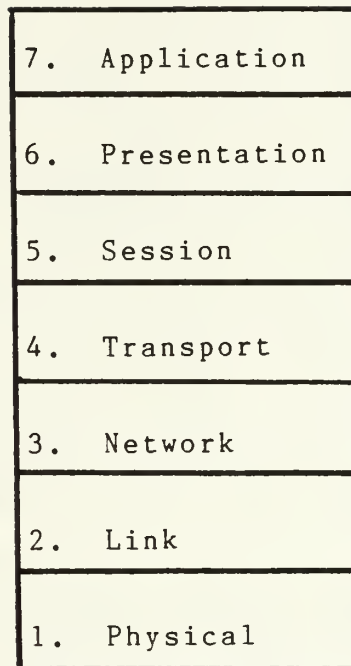 7. Application
6. Presentation
5. Session
4. Transport
3. Network
2. Link
1. Physical